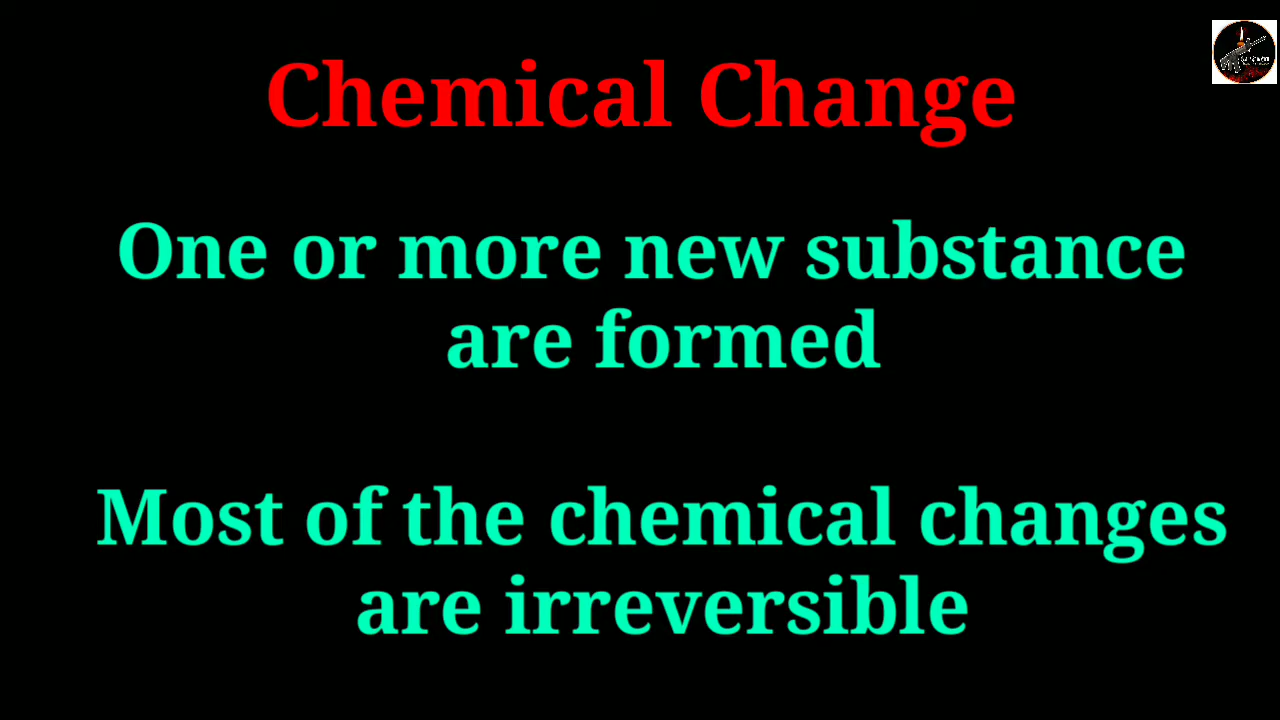 Chemical Change
One or more new substance
are formed
Most of the chemical changes
are irreversible